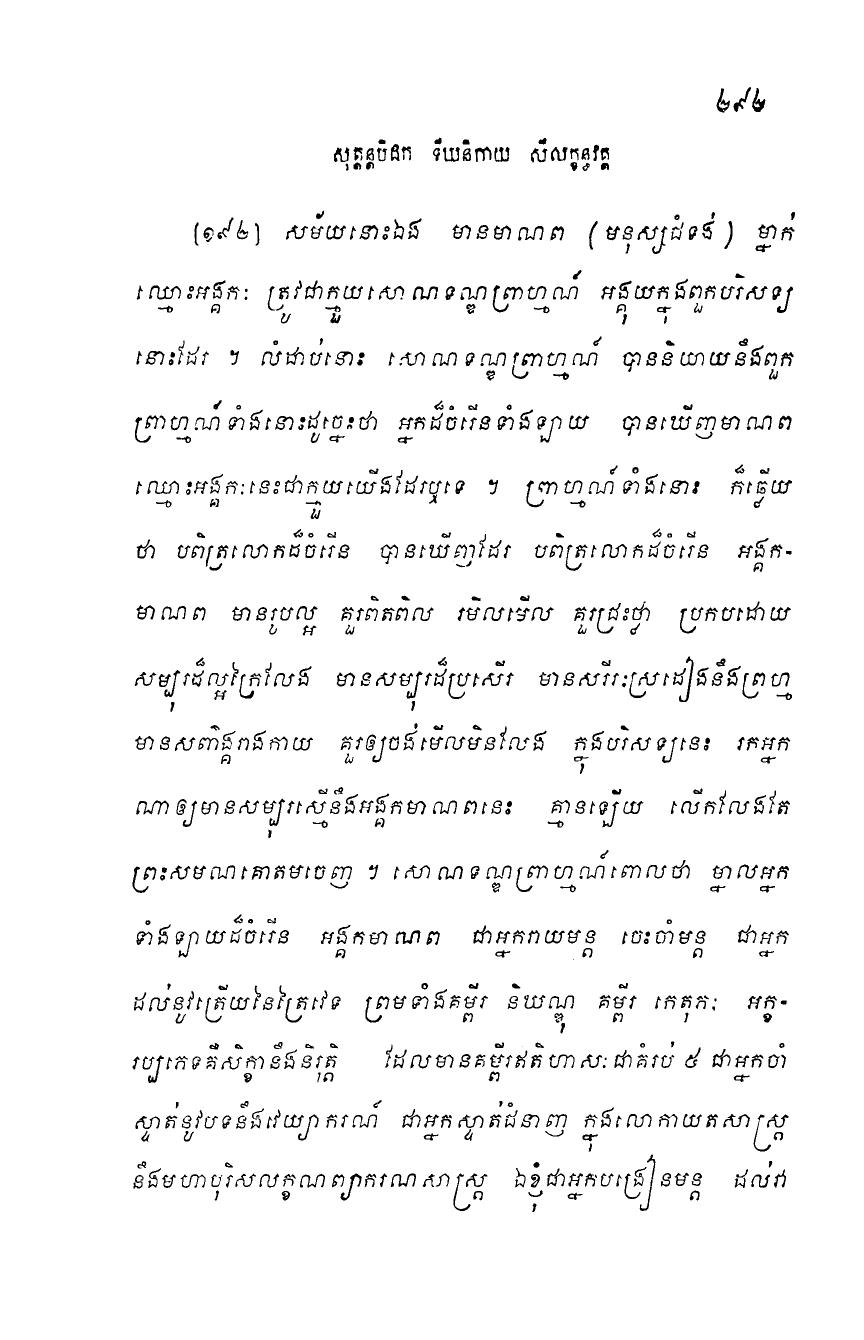 ២៩២
សុត្តន្តបិដក ទីឃនិកាយ សីលក្ខន្ធវគ្គ
[១៩២] សម័យនោះឯង មានមាណព (មនុស្សជំទង់) ម្នាក់
ឈ្មោះអង្គកៈ ត្រូវជាក្មួយសោណទណ្ឌព្រាហ្មណ៍ អង្គុយក្នុងពួកបរិសទ្យ
នោះដែរ ។ លំដាប់នោះ សោណទណ្ឌព្រាហ្មណ៍ បាននិយាយនឹងពួក
ព្រាហ្មណ៍ទាំងនោះដូច្នេះថា អ្នកដ៏ចំរើនទាំងឡាយ បានឃើញមាណព
ឈ្មោះអង្គកៈនេះជាក្មួយយើងដែរឬទេ ។ ព្រាហ្មណ៍ទាំងនោះ ក៏ឆ្លើយ
ថា បពិត្រលោកដ៏ចំរើន បានឃើញដែរ បពិត្រលោកដ៏ចំរើន អង្គក-
មាណព មានរូបល្អ គួរពិតពិល រមិលមើល គួរជ្រះថ្លា ប្រកបដោយ
សម្បុរដ៏ល្អក្រៃលែង មានសម្បុរដ៏ប្រសើរ មានសរីរៈស្រដៀងនឹងព្រហ្ម
មានសណ្ឋិង្គរាងកាយ គួរឲ្យចង់មើលមិនលែង ក្នុងបរិសទ្យនេះ រកអ្នក
ណាឲ្យមានសម្បុរស្មើនឹងអង្គកមាណពនេះ គ្មានឡើយ លើកលែងតែ
ព្រះសមណគោតមចេញ ។ សោណទណ្ឌព្រាហ្មណ៍ពោលថា ម្នាលអ្នក
ទាំងឡាយដ៏ចំរើន អង្គកមាណព ជាអ្នករាយមន្ត ចេះចាំមន្ត ជាអ្នក
ដល់នូវត្រើយនៃត្រៃវេទ ព្រមទាំងគម្ពីរ និឃណ្ឌុ គម្ពីរ កេតុភៈ អក្ខ-
រប្បភេទគឺសិក្ខានឹងនិរុត្តិ ដែលមានគម្ពីរឥតិហាសៈជាគំរប់ ៥ ជាអ្នកចាំ
ស្ទាត់នូវបទនឹងវេយ្យាករណ៍ ជាអ្នកស្ទាត់ជំនាញ ក្នុងលោកាយតសាស្ត្រ
នឹងមហាបុរិសលក្ខណព្យាករណសាស្ត្រ ឯខ្ញុំជាអ្នកបង្រៀនមន្ត ដល់វា